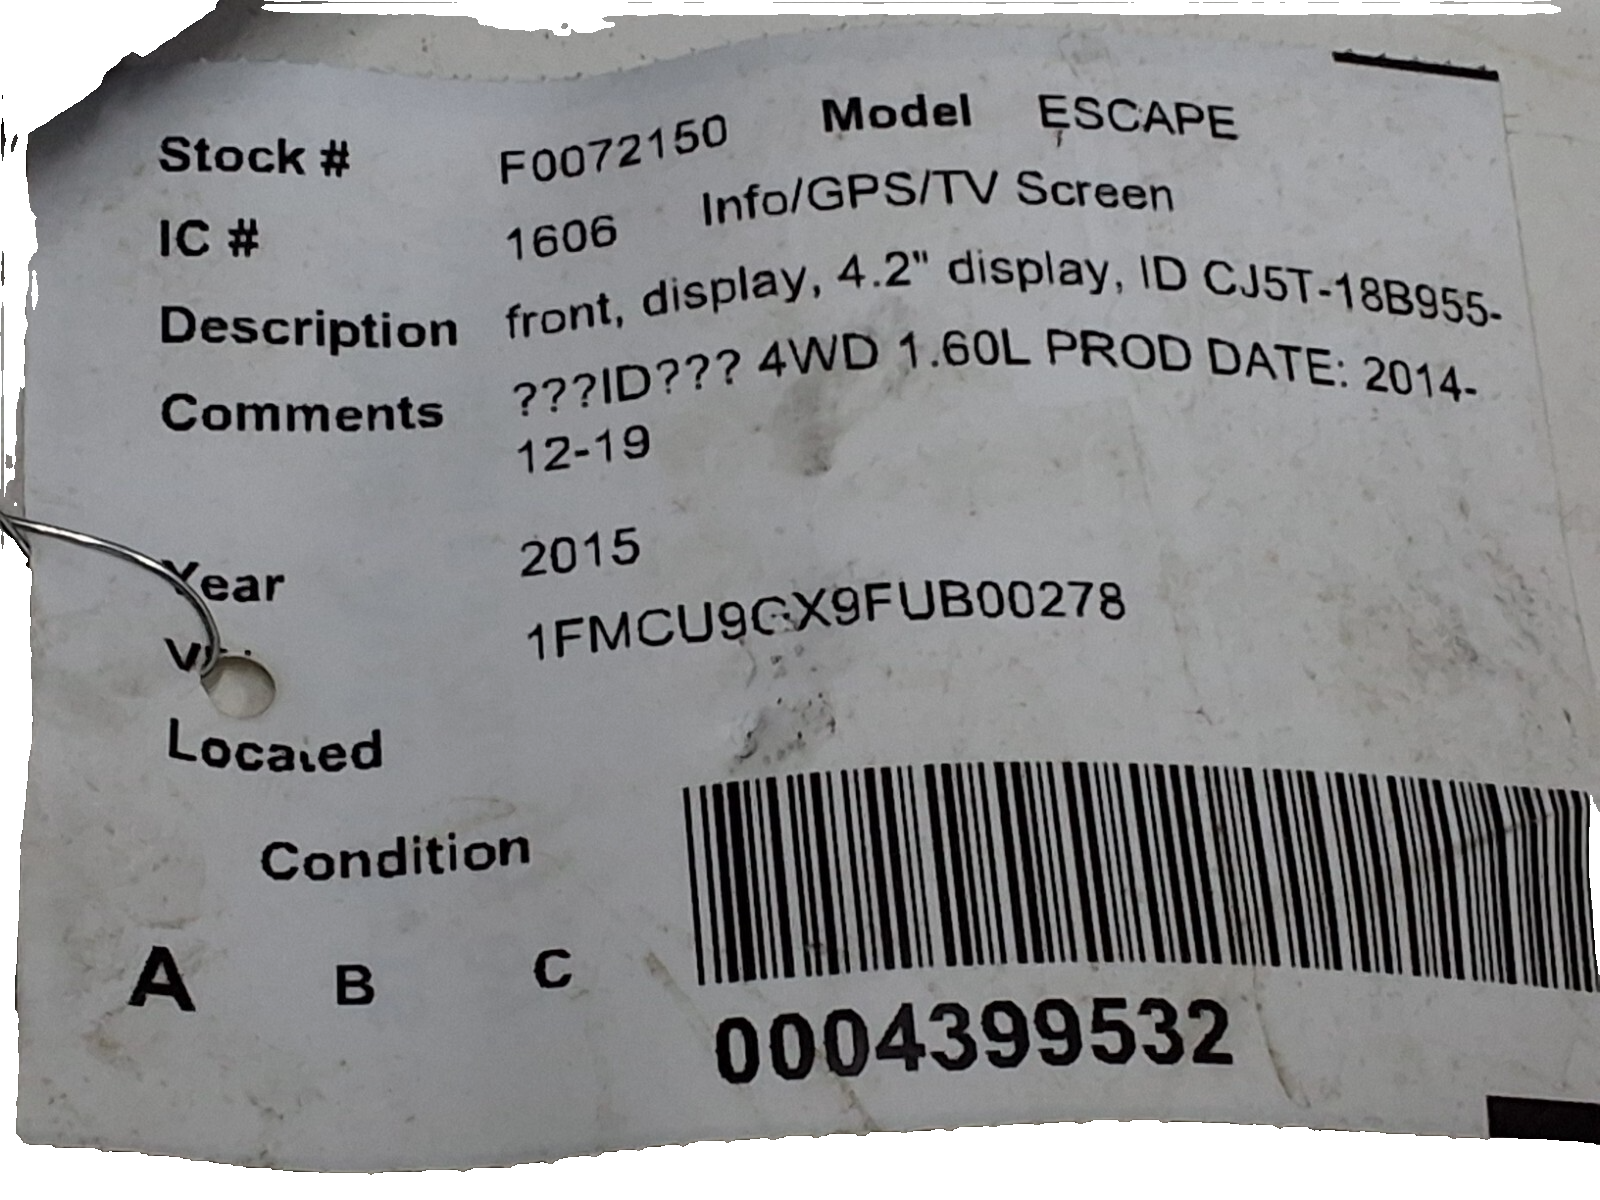 Stock # F0072150 Model ESCAPE
IC # 1606 Info/GPS/TV Screen
Description front, display, 4.2" display, ID CJ5T-18B955-
Comments ???ID??? 4WD 1.60L PROD DATE: 2014-
12-19
Year 2015
1FMCU9GX9FUB00278
Located
Condition
A B C
0004399532